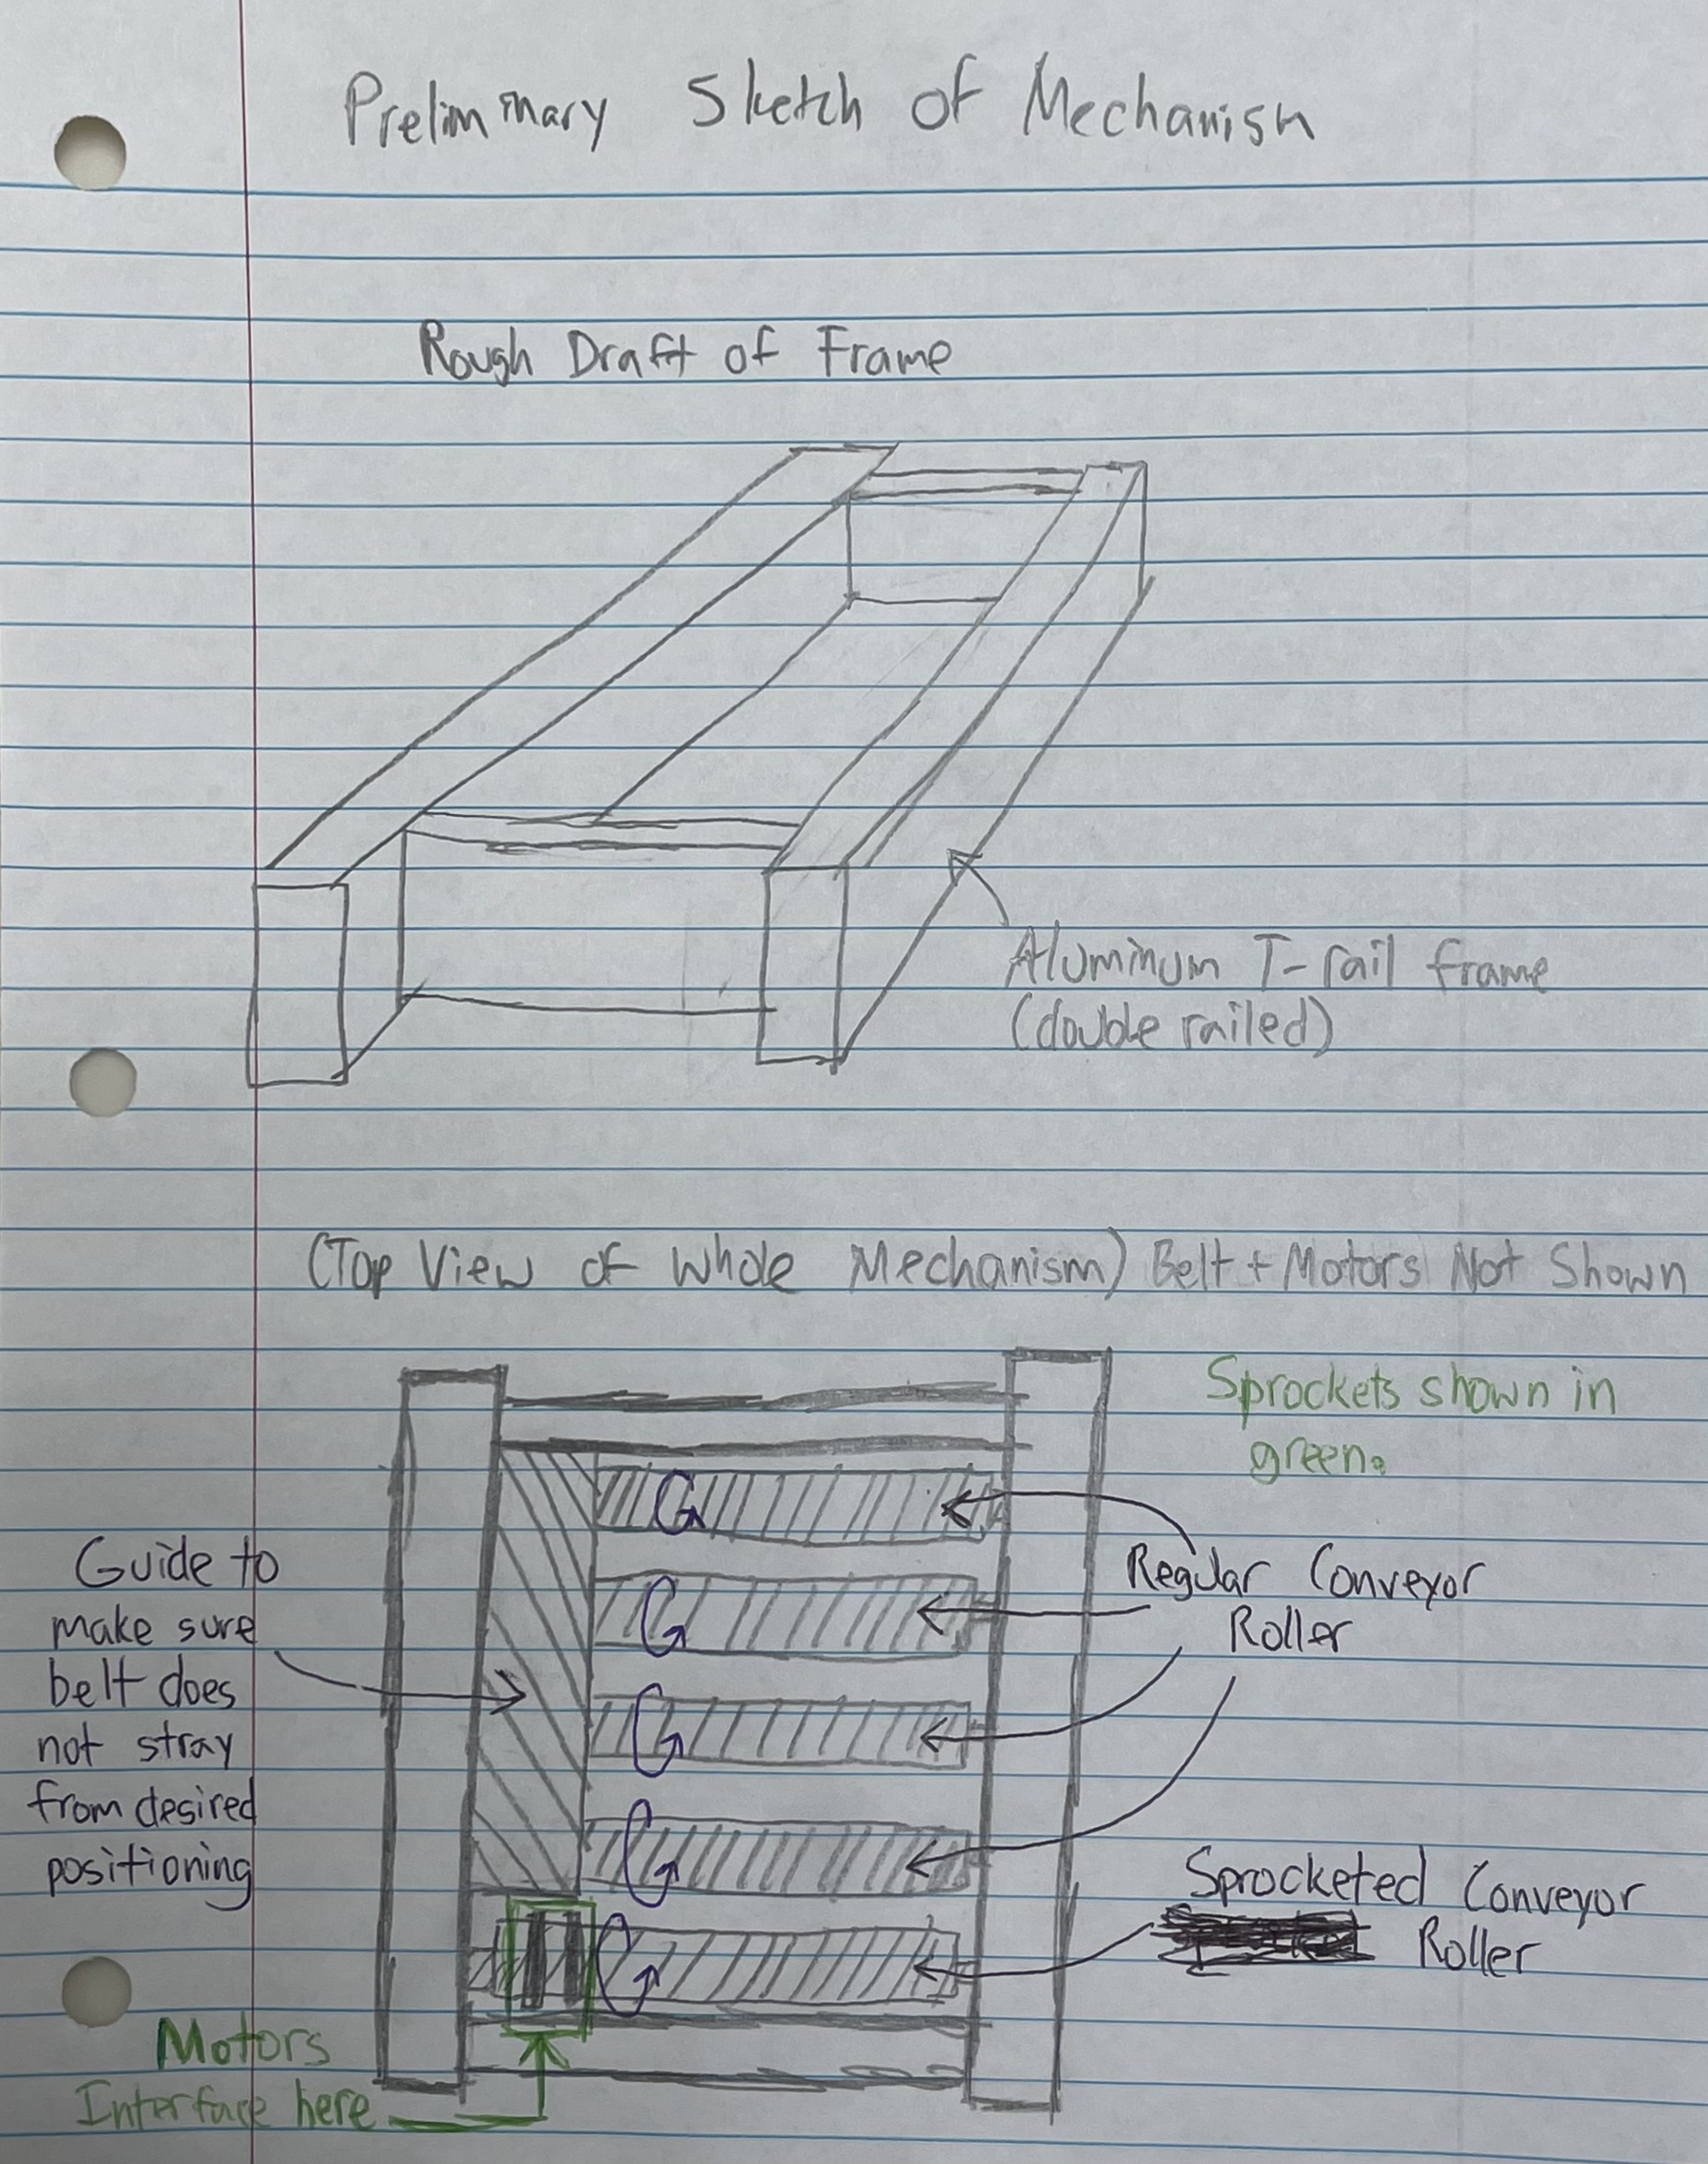 Preliminary Sketch of Mechanism
Rough Draft of Frame
Aluminum T-rail frame
(double railed)
(Top View of Whole Mechanism) Belt + Motors Not Shown
Sprockets shown in
green.
Guide to
make sure
belt does
not stray
from desired
positioning
Regular Conveyor
Roller
Sprocketed Conveyor
Roller
Motors
Interface here